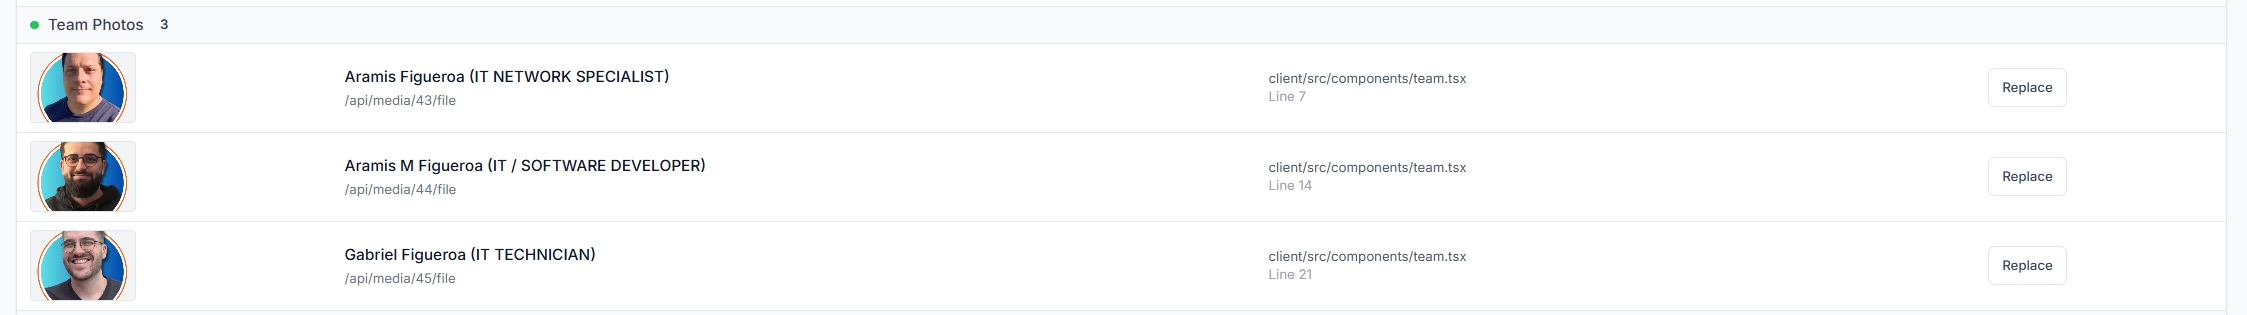 Team Photos 3
Aramis Figueroa (IT NETWORK SPECIALIST)
/api/media/43/file
client/src/components/team.tsx
Line 7
Replace
Aramis M Figueroa (IT / SOFTWARE DEVELOPER)
/api/media/44/file
client/src/components/team.tsx
Line 14
Replace
Gabriel Figueroa (IT TECHNICIAN)
/api/media/45/file
client/src/components/team.tsx
Line 21
Replace